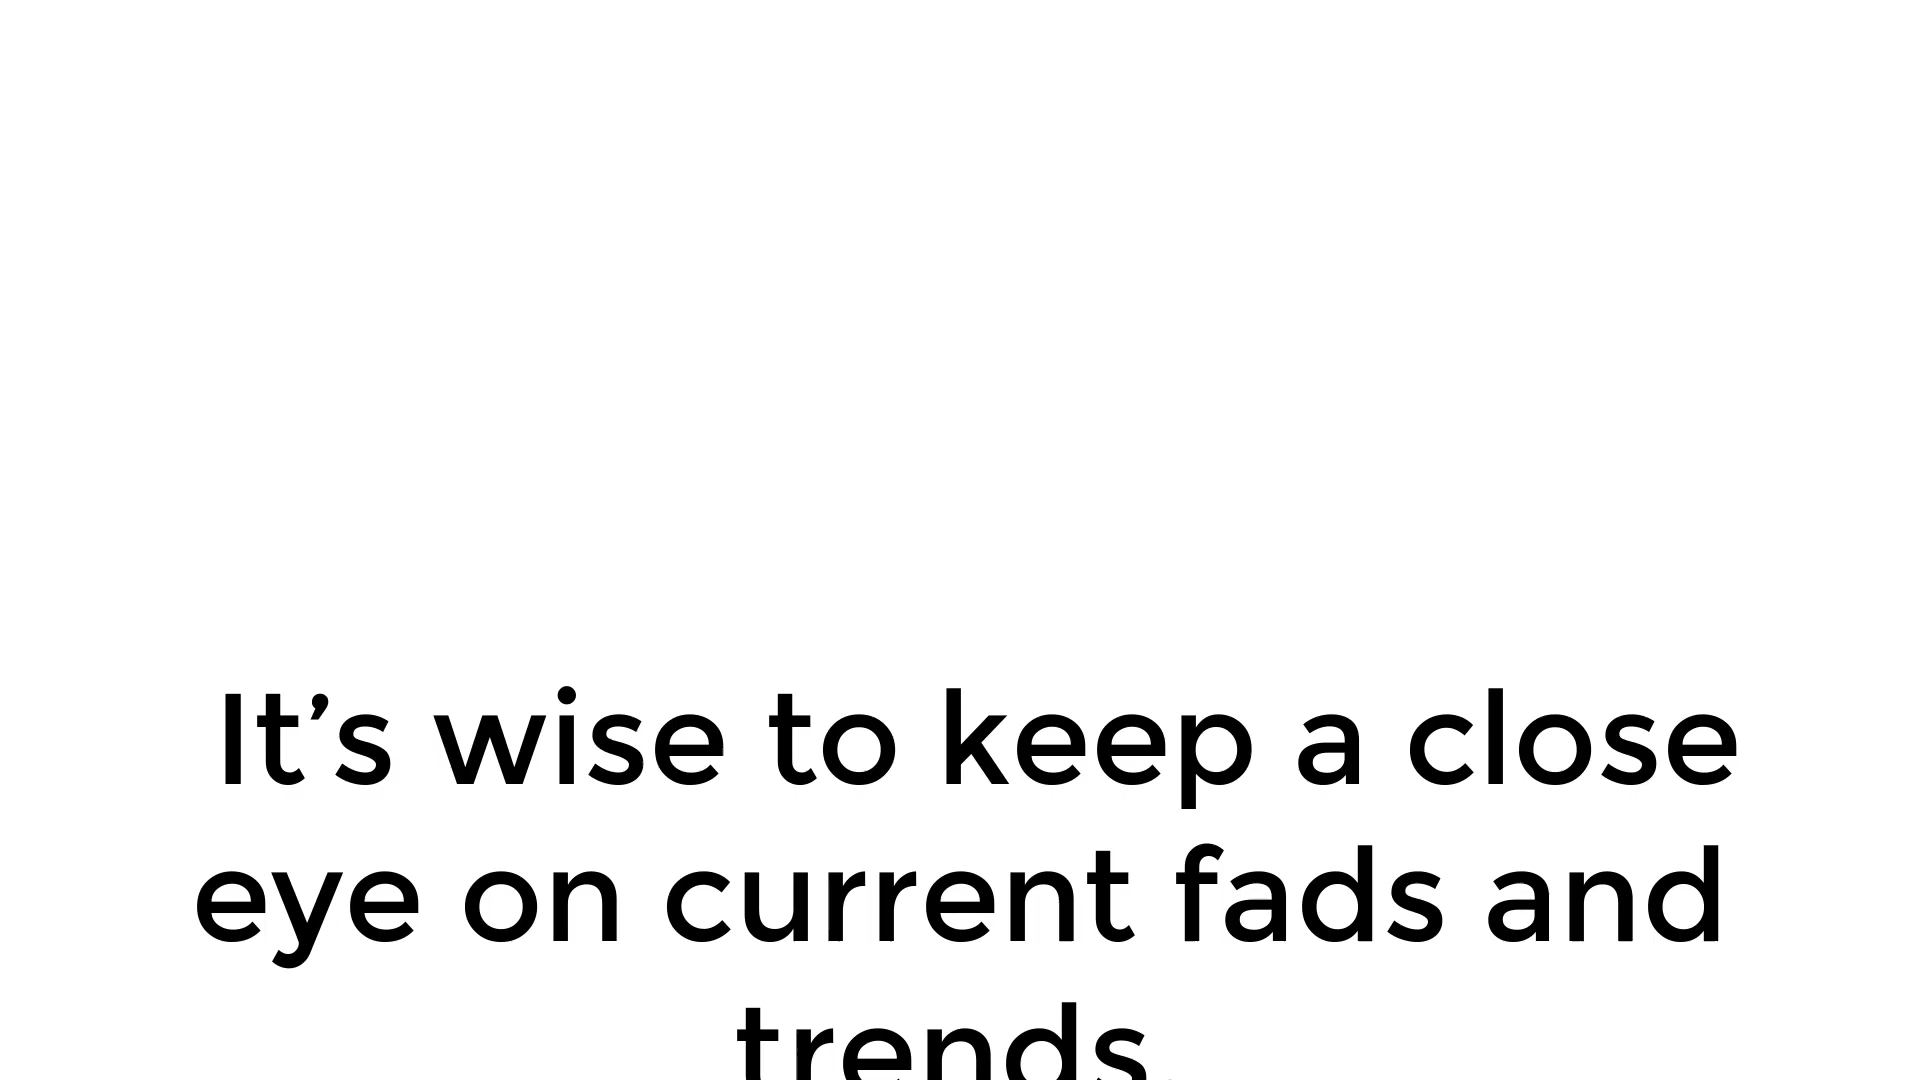 It’s wise to keep a close
eye on current fads and
trends.